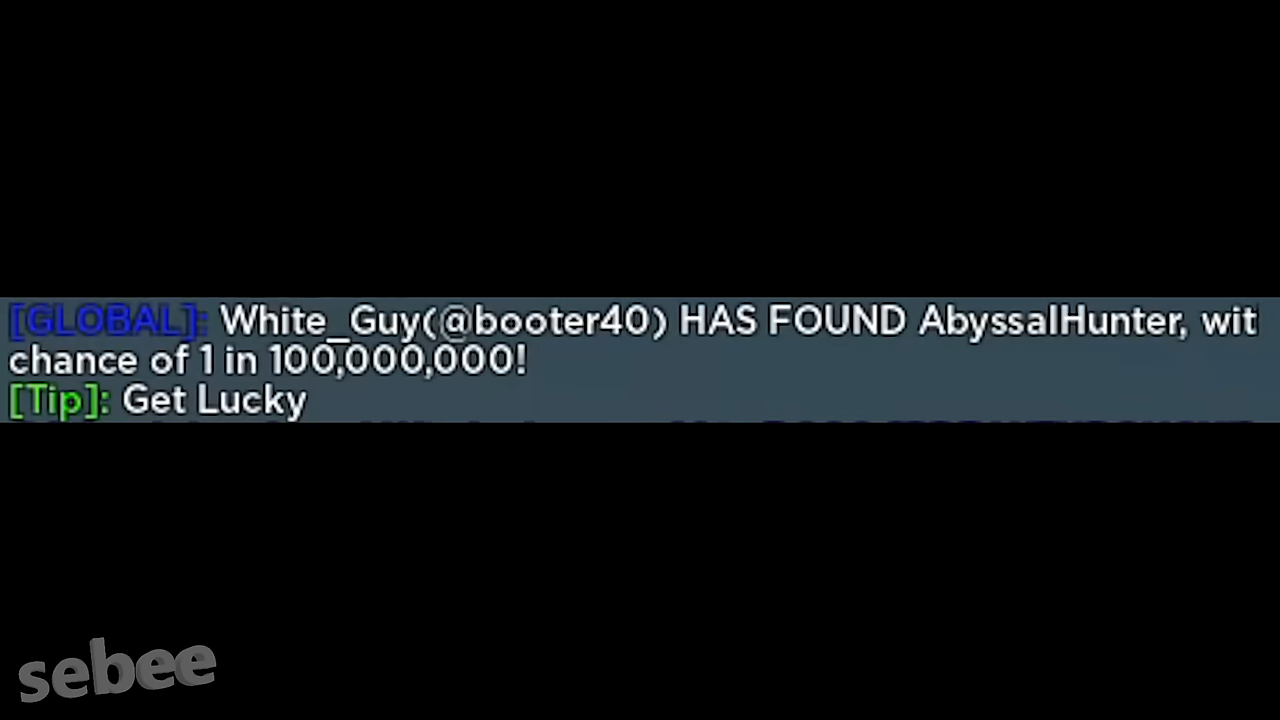 [GLOBAL]: White_Guy(@booter40) HAS FOUND AbyssalHunter, wit
chance of 1 in 100,000,000!
[Tip]: Get Lucky
sebee